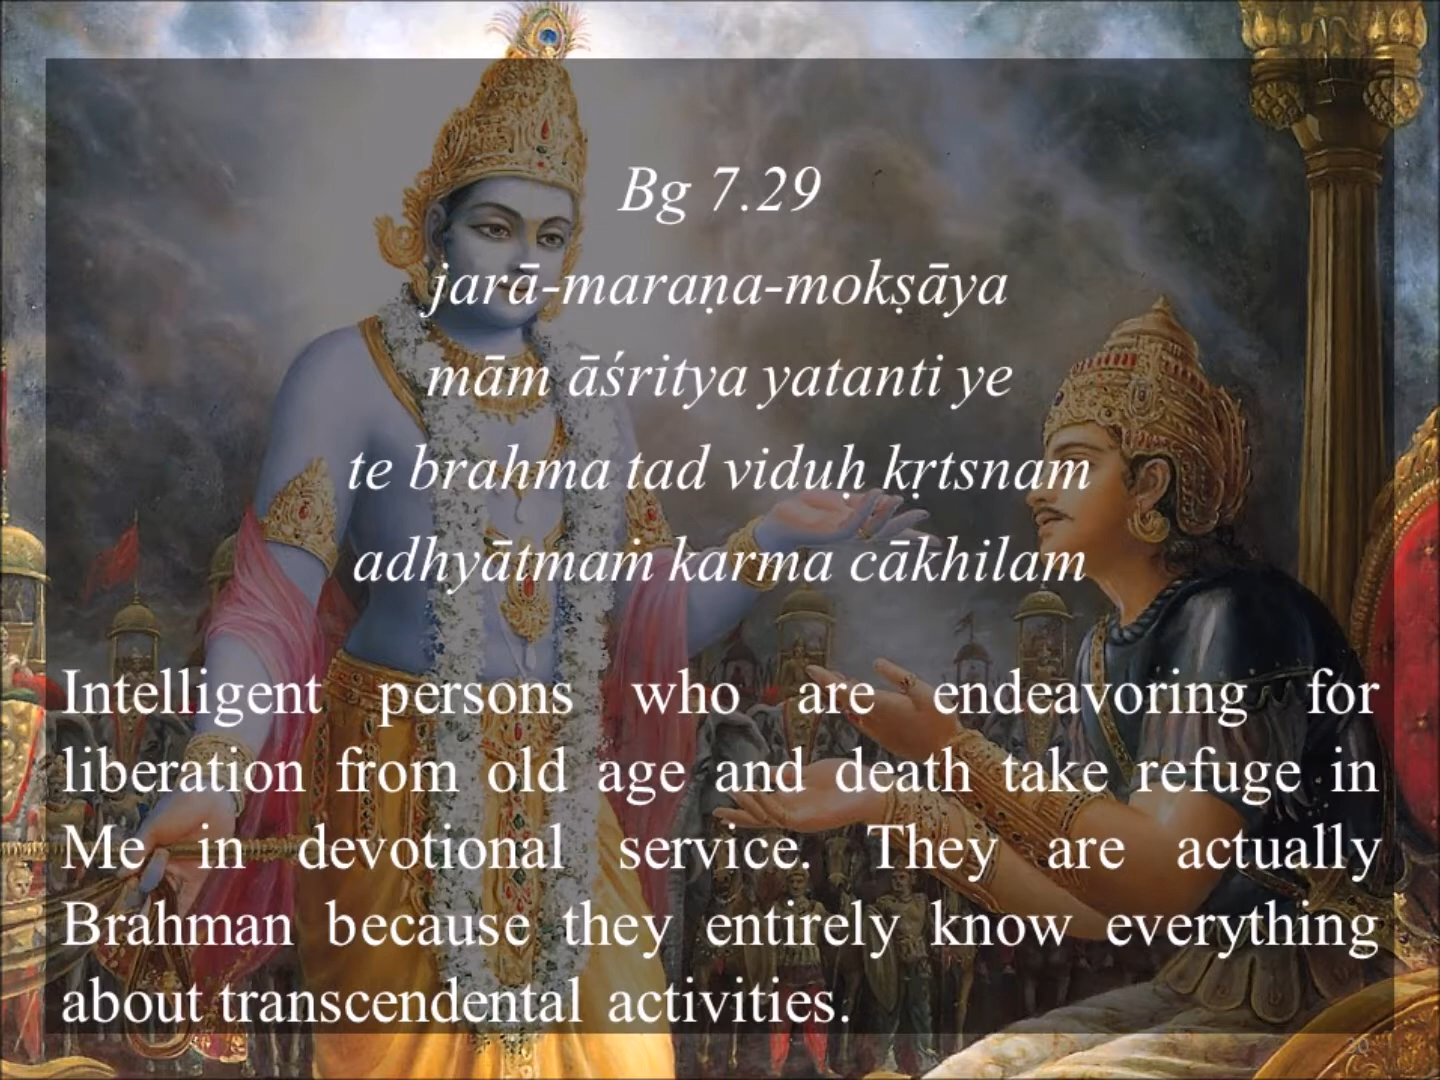 Bg 7.29
jarā-maraṇa-mokṣāya
mām āśritya yatanti ye
te brahma tad viduḥ kṛtsnam
adhyātmaṁ karma cākhilam
Intelligent persons who are endeavoring for
liberation from old age and death take refuge in
Me in devotional service. They are actually
Brahman because they entirely know everything
about transcendental activities.